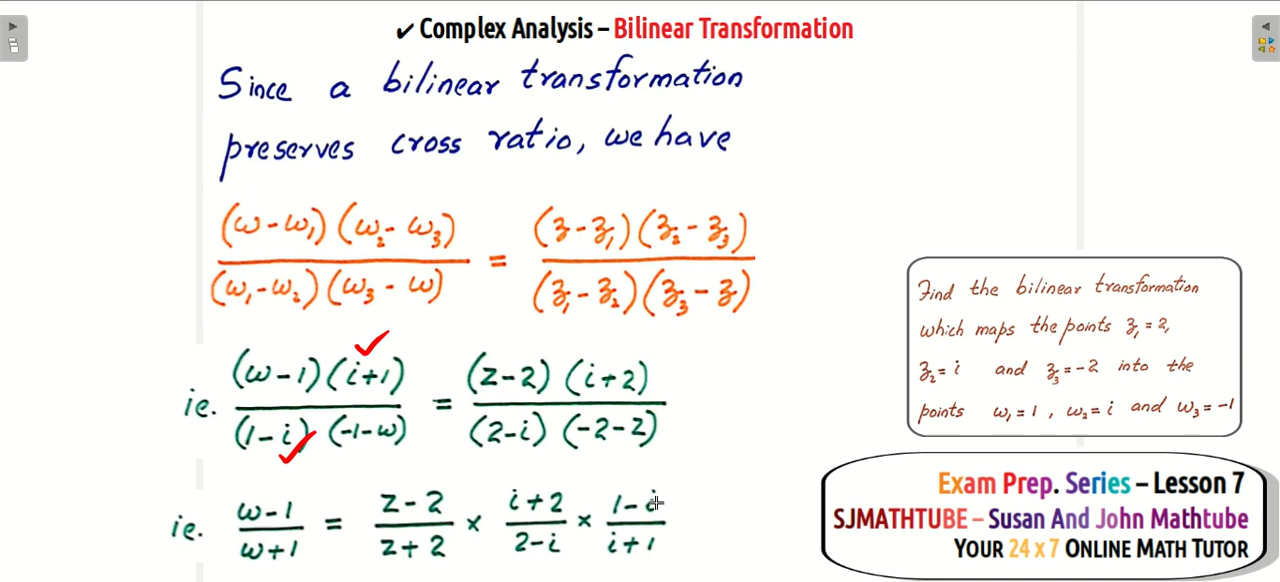 ✔ Complex Analysis – Bilinear Transformation
Since a bilinear transformation
preserves cross ratio, we have
(ω-ω₁)(ω₂-ω₃) / (ω₁-ω₂)(ω₃-ω) = (z-z₁)(z₂-z₃) / (z₁-z₂)(z₃-z)
ie. (ω-1)(i+1) / (1-i)(-1-ω) = (z-2)(i+2) / (2-i)(-2-z)
ie. ω-1 / ω+1 = z-2 / z+2 × i+2 / 2-i × 1-i / i+1
Find the bilinear transformation
which maps the points z₁=2,
z₂=i and z₃=-2 into the
points ω₁=1, ω₂=i and ω₃=-1
Exam Prep. Series – Lesson 7
SJMATHTUBE – Susan And John Mathtube
YOUR 24 x 7 ONLINE MATH TUTOR